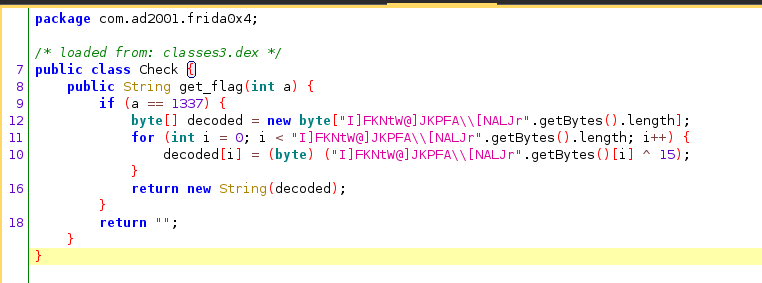 package com.ad2001.frida0x4;
/* loaded from: classes3.dex */
7 public class Check {
8 public String get_flag(int a) {
9 if (a == 1337) {
12 byte[] decoded = new byte["I]FKNtW@]JKPFA\\[NALJr".getBytes().length];
11 for (int i = 0; i < "I]FKNtW@]JKPFA\\[NALJr".getBytes().length; i++) {
10 decoded[i] = (byte) ("I]FKNtW@]JKPFA\\[NALJr".getBytes()[i] ^ 15);
}
16 return new String(decoded);
}
18 return "";
}
}